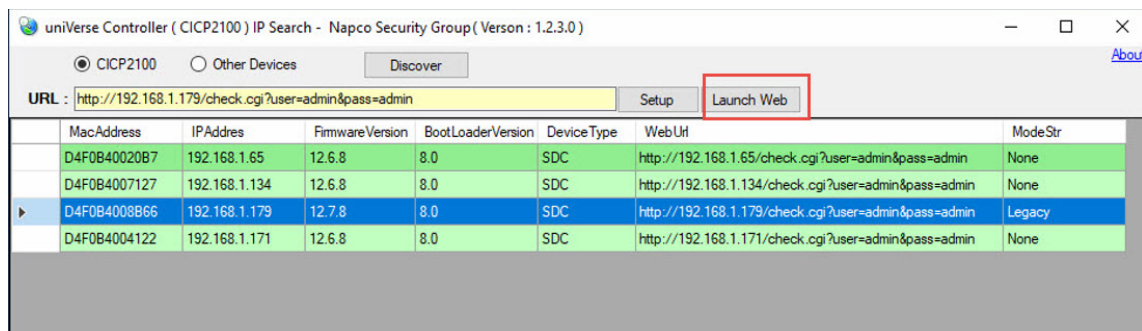 uniVerse Controller ( CICP2100 ) IP Search - Napco Security Group( Verson : 1.2.3.0 )
About
CICP2100 Other Devices Discover
URL : http://192.168.1.179/check.cgi?user=admin&pass=admin Setup Launch Web
MacAddress IPAddres FirmwareVersion BootLoaderVersion DeviceType WebUrl ModeStr
D4F0B40020B7 192.168.1.65 12.6.8 8.0 SDC http://192.168.1.65/check.cgi?user=admin&pass=admin None
D4F0B4007127 192.168.1.134 12.6.8 8.0 SDC http://192.168.1.134/check.cgi?user=admin&pass=admin None
D4F0B4008B66 192.168.1.179 12.7.8 8.0 SDC http://192.168.1.179/check.cgi?user=admin&pass=admin Legacy
D4F0B4004122 192.168.1.171 12.6.8 8.0 SDC http://192.168.1.171/check.cgi?user=admin&pass=admin None